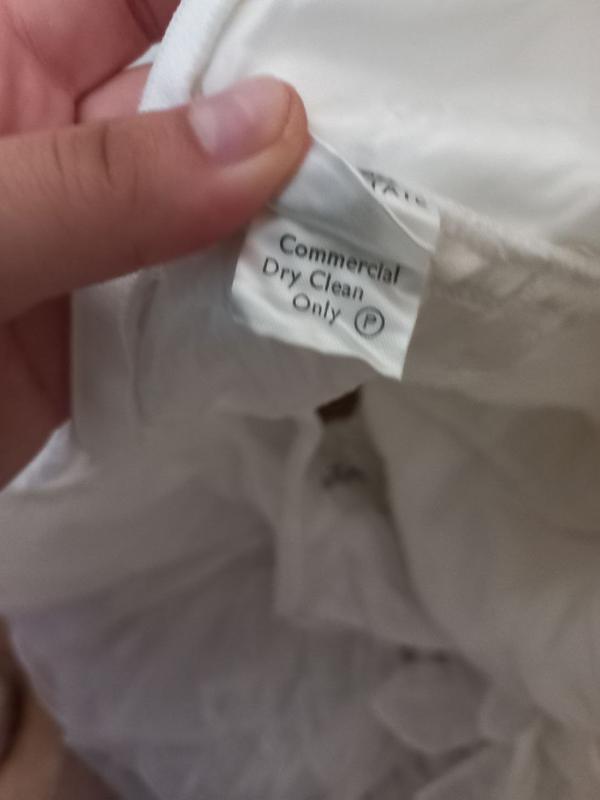 Commercial
Dry Clean
Only Ⓟ